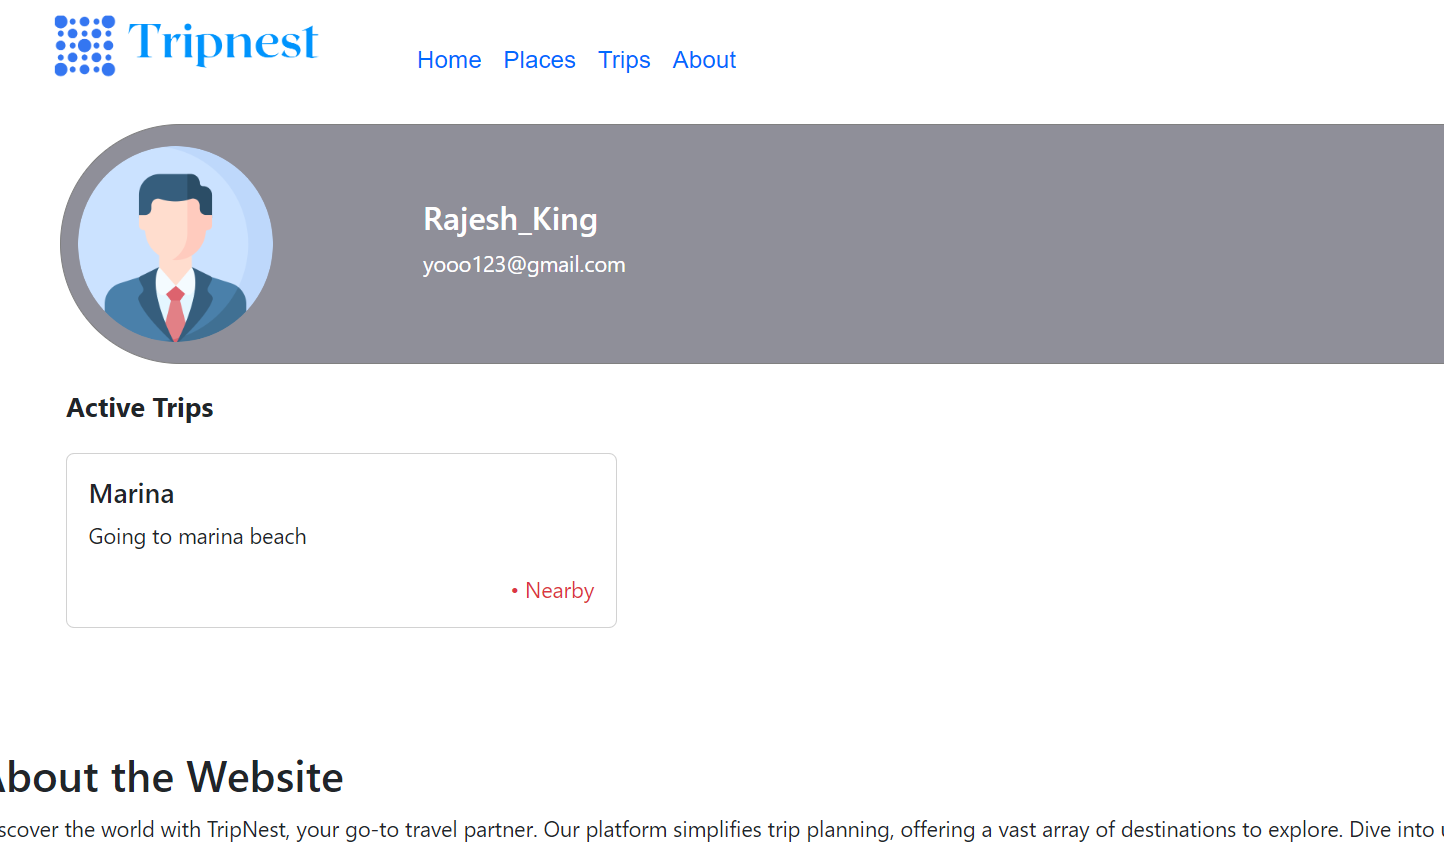 Tripnest
Home Places Trips About
Rajesh_King
yooo123@gmail.com
Active Trips
Marina
Going to marina beach
• Nearby
About the Website
scover the world with TripNest, your go-to travel partner. Our platform simplifies trip planning, offering a vast array of destinations to explore. Dive into